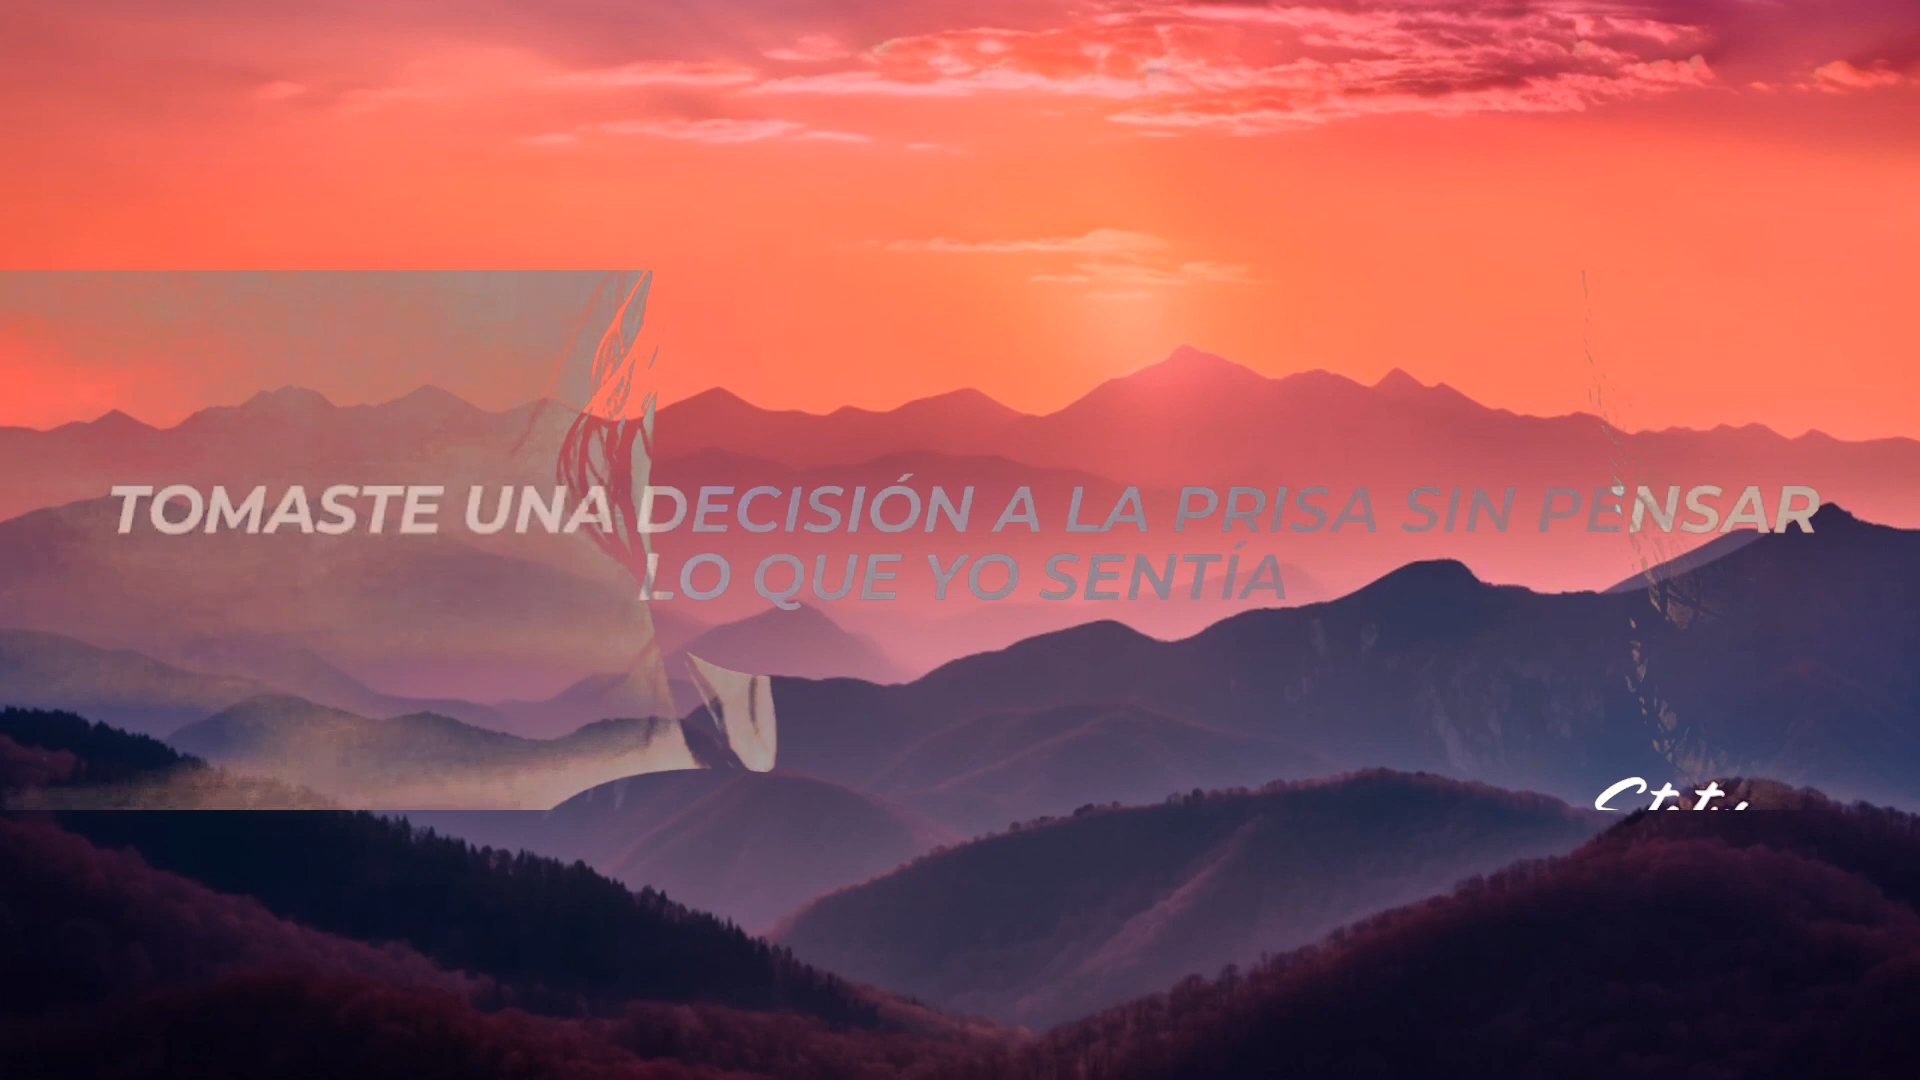 TOMASTE UNA DECISIÓN A LA PRISA SIN PENSAR
LO QUE YO SENTÍA